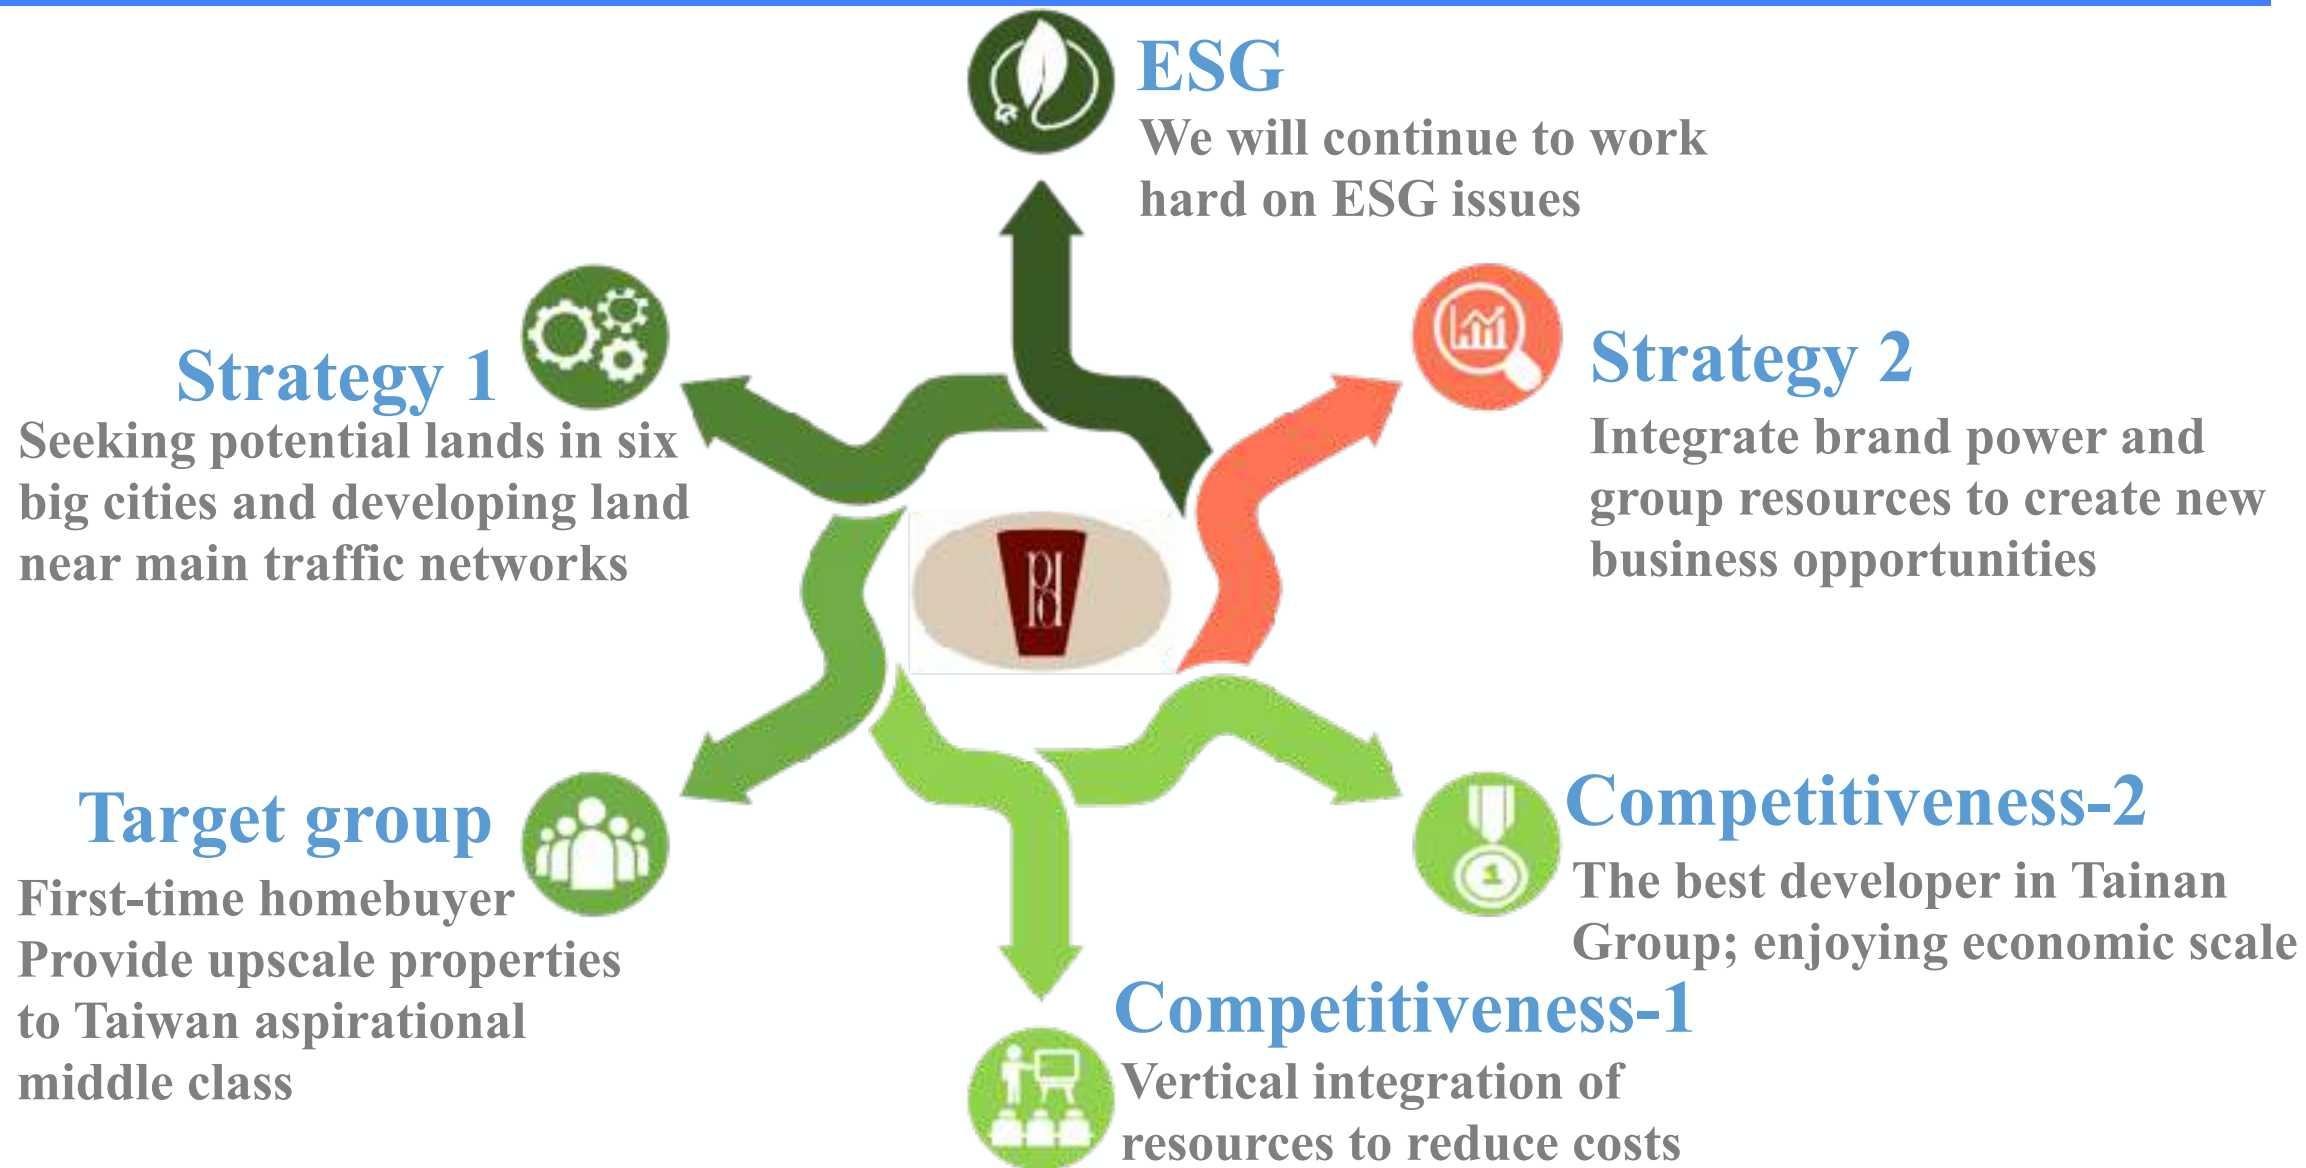 ESG
We will continue to work
hard on ESG issues
Strategy 1
Seeking potential lands in six
big cities and developing land
near main traffic networks
Strategy 2
Integrate brand power and
group resources to create new
business opportunities
Target group
First-time homebuyer
Provide upscale properties
to Taiwan aspirational
middle class
Competitiveness-2
The best developer in Tainan
Group; enjoying economic scale
1
Competitiveness-1
Vertical integration of
resources to reduce costs